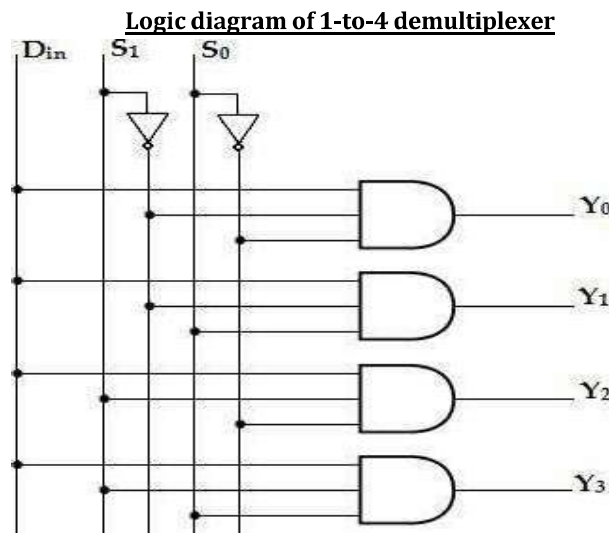 Logic diagram of 1-to-4 demultiplexer
Din S1 S0
Y0
Y1
Y2
Y3